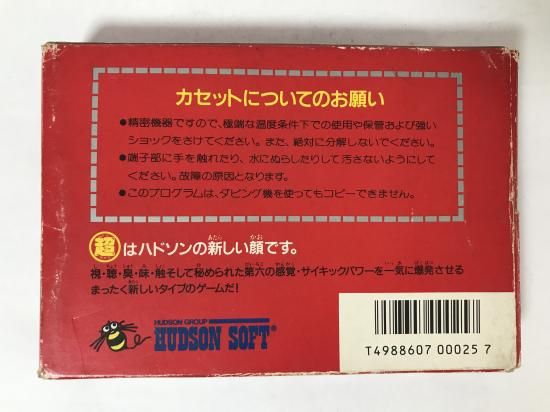 カセットについてのお願い
●精密機器ですので、極端な温度条件下での使用や保管および強い
ショックをさけてください。また、絶対に分解しないでください。
●端子部に手を触れたり、水にぬらしたりして汚さないようにして
ください。故障の原因となります。
●このプログラムは、ダビング機を使ってもコピーできません。
超はハドソンの新しい顔です。
視・聴・臭・味・触そして秘められた第六の感覚・サイキックパワーを一気に爆発させる
まったく新しいタイプのゲームだ!
HUDSON GROUP
HUDSON SOFT®
T4988607 00025 7